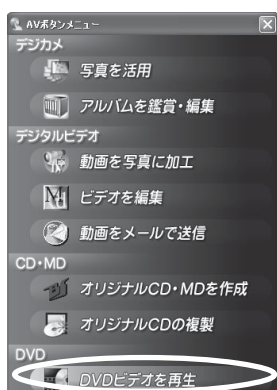 AVボタンメニュー
デジカメ
写真を活用
アルバムを鑑賞・編集
デジタルビデオ
動画を写真に加工
ビデオを編集
動画をメールで送信
CD・MD
オリジナルCD・MDを作成
オリジナルCDの複製
DVD
DVDビデオを再生